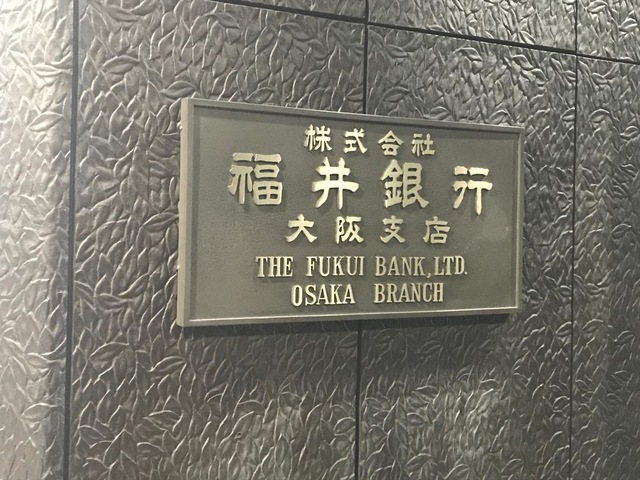 株式会社
福井銀行
大阪支店
THE FUKUI BANK, LTD.
OSAKA BRANCH